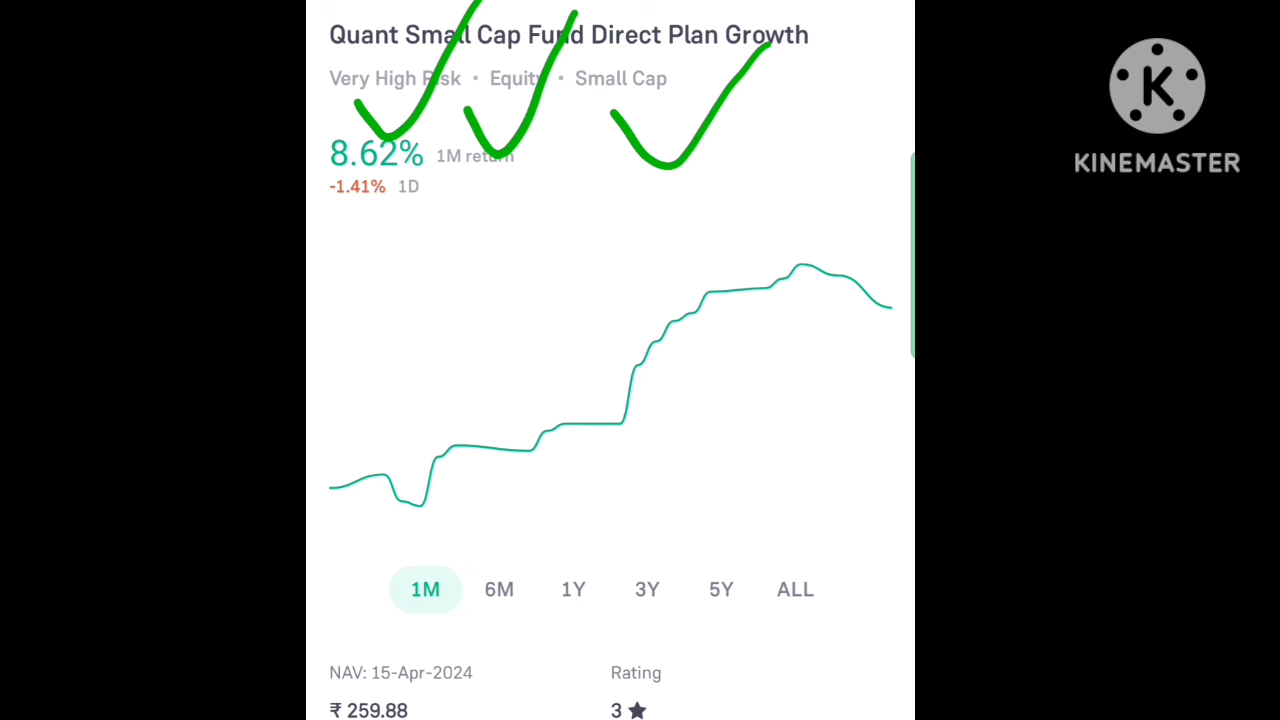 Quant Small Cap Fund Direct Plan Growth
Very High Risk • Equity • Small Cap
8.62% 1M return
-1.41% 1D
1M 6M 1Y 3Y 5Y ALL
NAV: 15-Apr-2024 Rating
₹ 259.88 3 ★
K
KINEMASTER